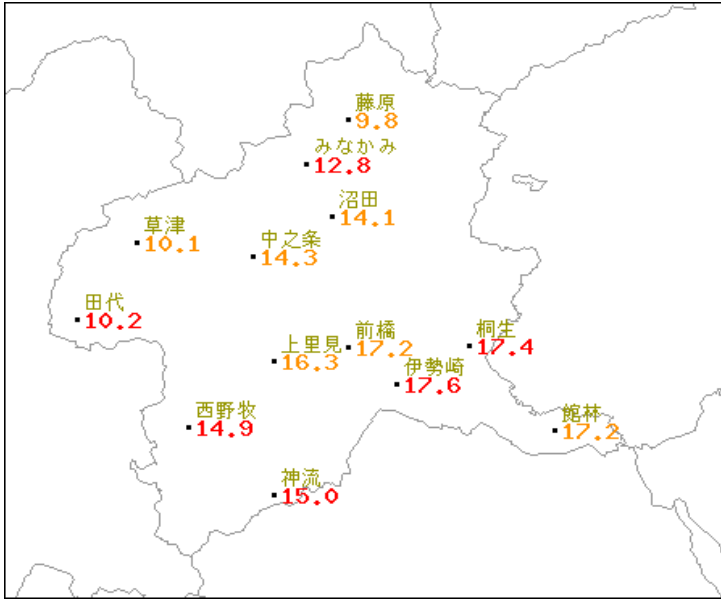 藤原
9.8
みなかみ
12.8
沼田
14.1
草津
10.1
中之条
14.3
田代
10.2
上里見
16.3
前橋
17.2
桐生
17.4
伊勢崎
17.6
西野牧
14.9
館林
17.2
神流
15.0